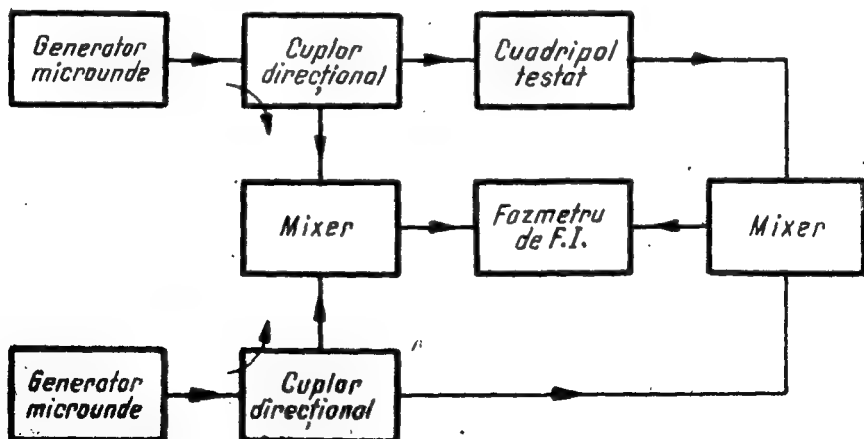 Generator
microunde
Cuplor
direcțional
Cuadripol
testat
Mixer
Fazmetru
de F.I.
Mixer
Generator
microunde
Cuplor
direcțional